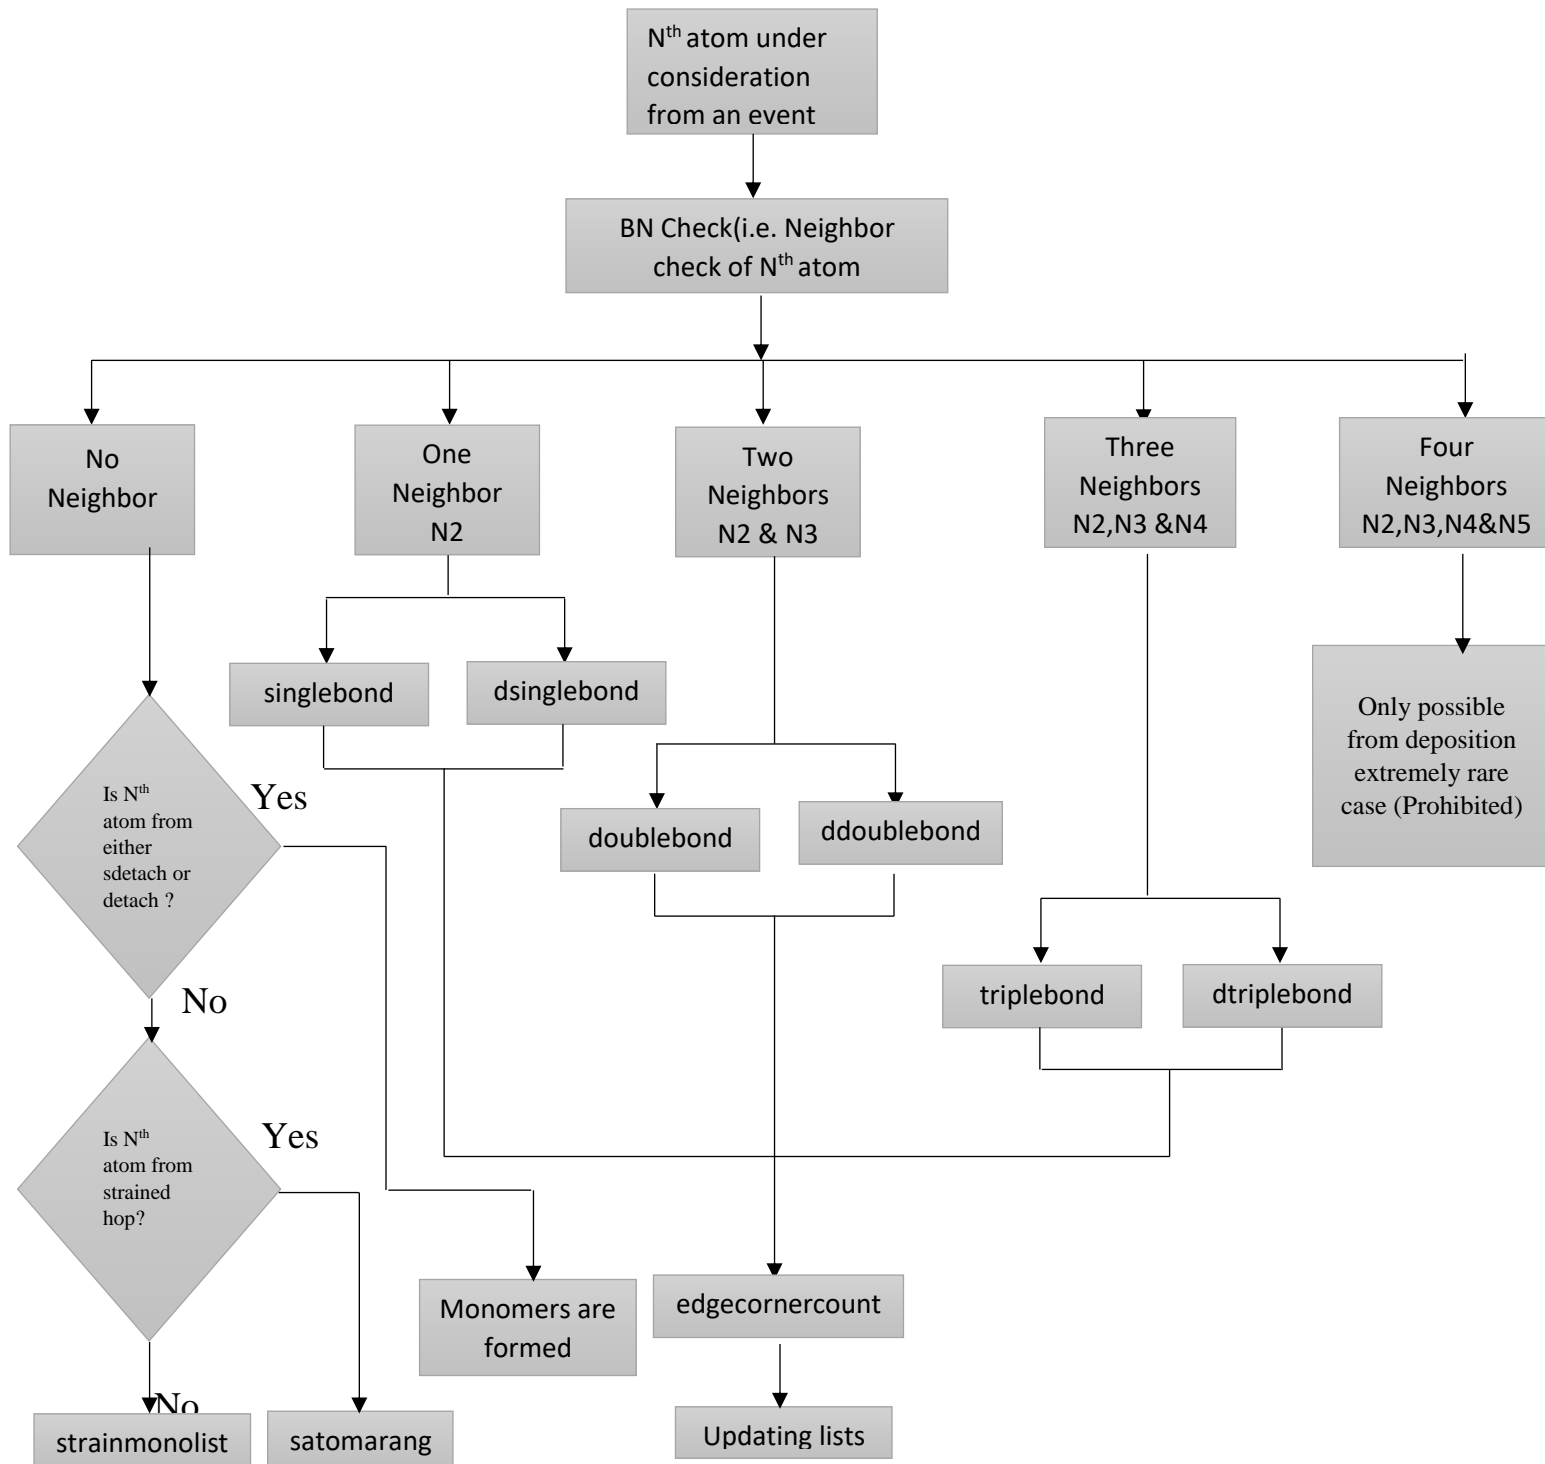 Nth atom under
consideration
from an event
BN Check(i.e. Neighbor
check of Nth atom
No
Neighbor
One
Neighbor
N2
Two
Neighbors
N2 & N3
Three
Neighbors
N2,N3 &N4
Four
Neighbors
N2,N3,N4&N5
singlebond
dsinglebond
Only possible
from deposition
extremely rare
case (Prohibited)
Is Nth
atom from
either
sdetach or
detach ?
Yes
doublebond
ddoublebond
No
triplebond
dtriplebond
Is Nth
atom from
strained
hop?
Yes
Monomers are
formed
edgecornercount
No
strainmonolist
satomarang
Updating lists